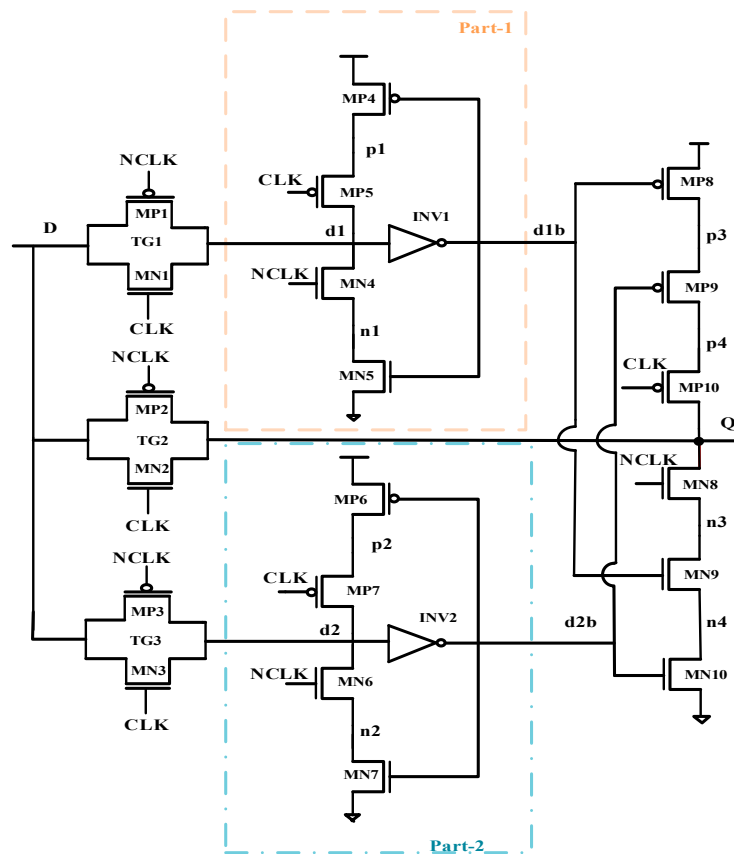 Part-1
MP4
NCLK
p1
CLK
MP5
MP8
MP1
INV1
D
TG1
d1
d1b
p3
NCLK
MN4
MN1
MP9
n1
CLK
p4
NCLK
MN5
CLK
MP10
MP2
TG2
Q
MN2
NCLK
MN8
MP6
CLK
p2
n3
NCLK
CLK
MP7
MN9
MP3
INV2
TG3
d2
d2b
n4
MN3
NCLK
MN6
MN10
CLK
n2
MN7
Part-2